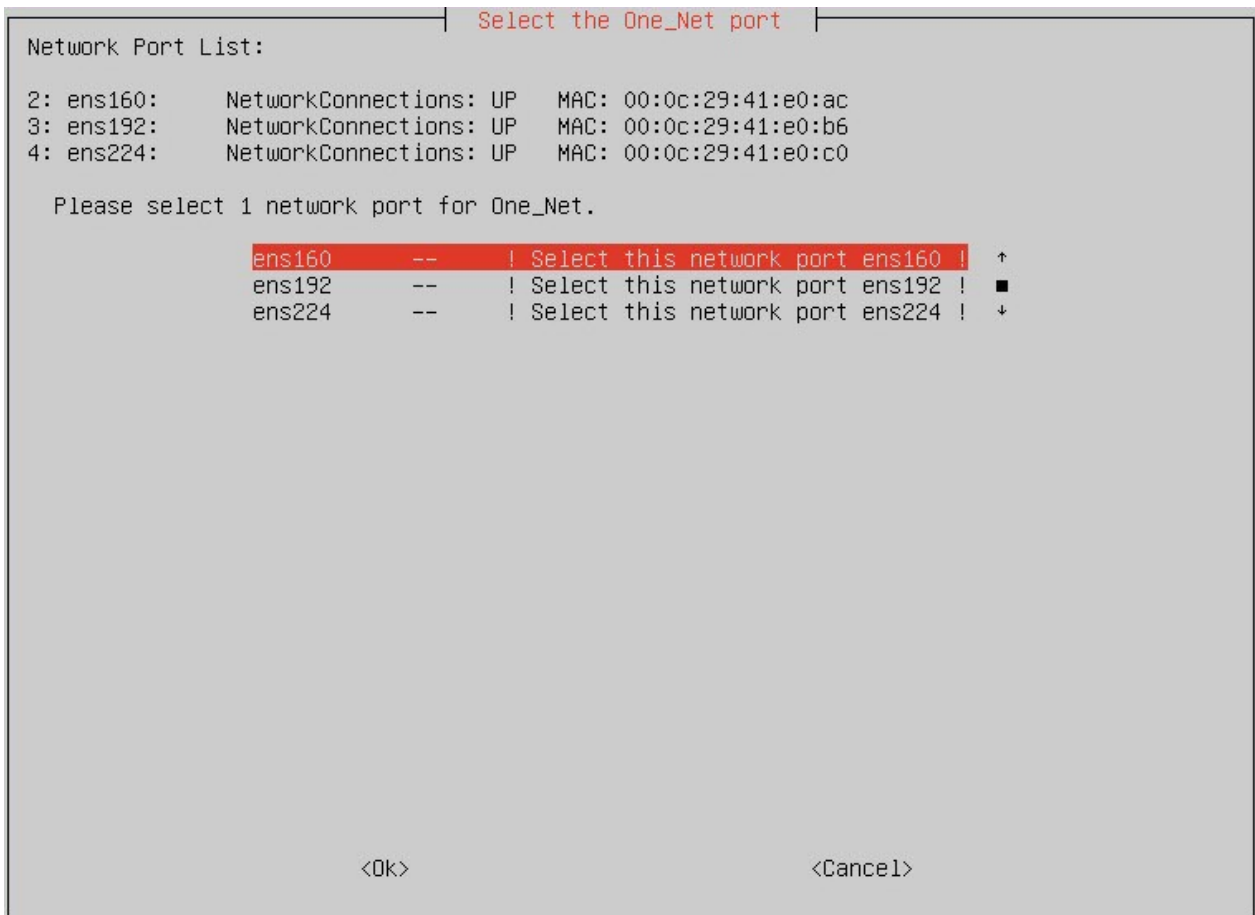 Select the One_Net port
Network Port List:
2: ens160: NetworkConnections: UP MAC: 00:0c:29:41:e0:ac
3: ens192: NetworkConnections: UP MAC: 00:0c:29:41:e0:b6
4: ens224: NetworkConnections: UP MAC: 00:0c:29:41:e0:c0
Please select 1 network port for One_Net.
ens160 -- ! Select this network port ens160 ! ↑
ens192 -- ! Select this network port ens192 ! ■
ens224 -- ! Select this network port ens224 ! ↓
<Ok> <Cancel>